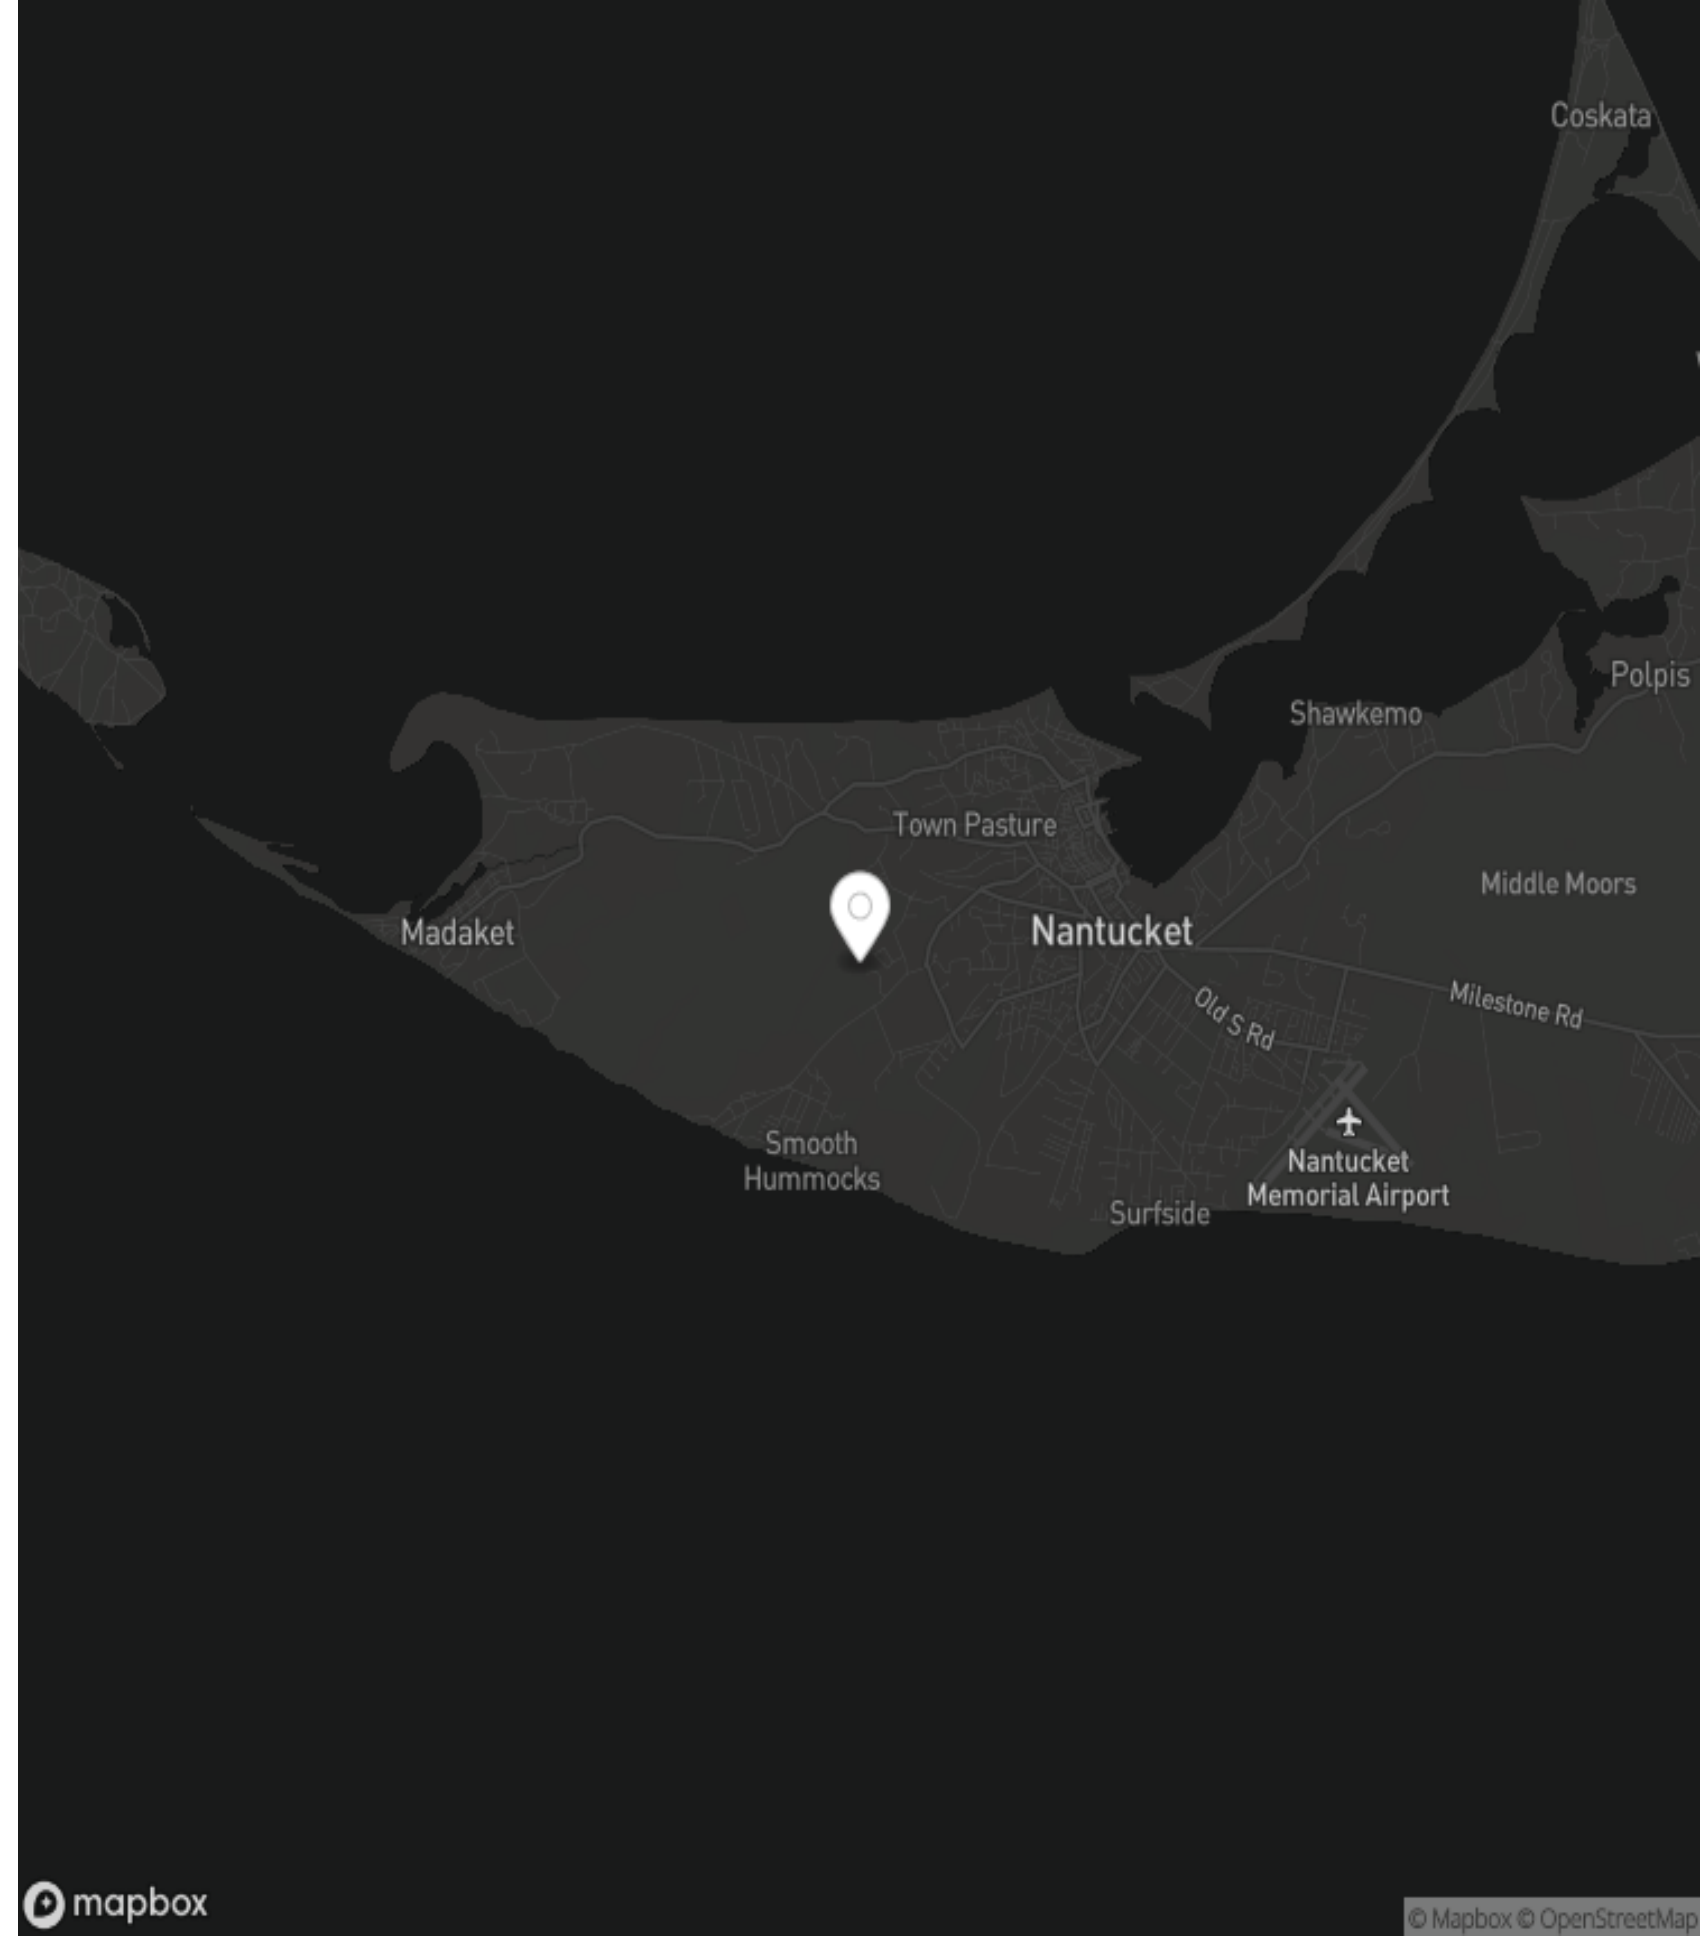 Coskata
Polpis
Shawkemo
Town Pasture
Middle Moors
Madaket
Nantucket
Milestone Rd
Old S Rd
Nantucket
Memorial Airport
Smooth
Hummocks
Surfside
mapbox
© Mapbox © OpenStreetMap